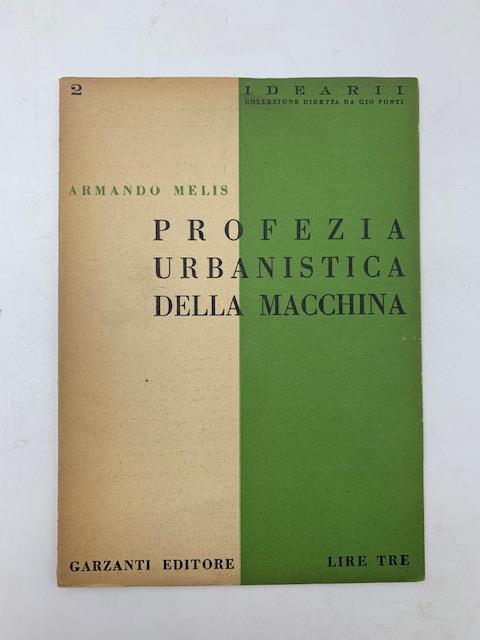 2 IDEARII
COLLEZIONE DIRETTA DA GIO PONTI
ARMANDO MELIS
PROFEZIA
URBANISTICA
DELLA MACCHINA
GARZANTI EDITORE LIRE TRE